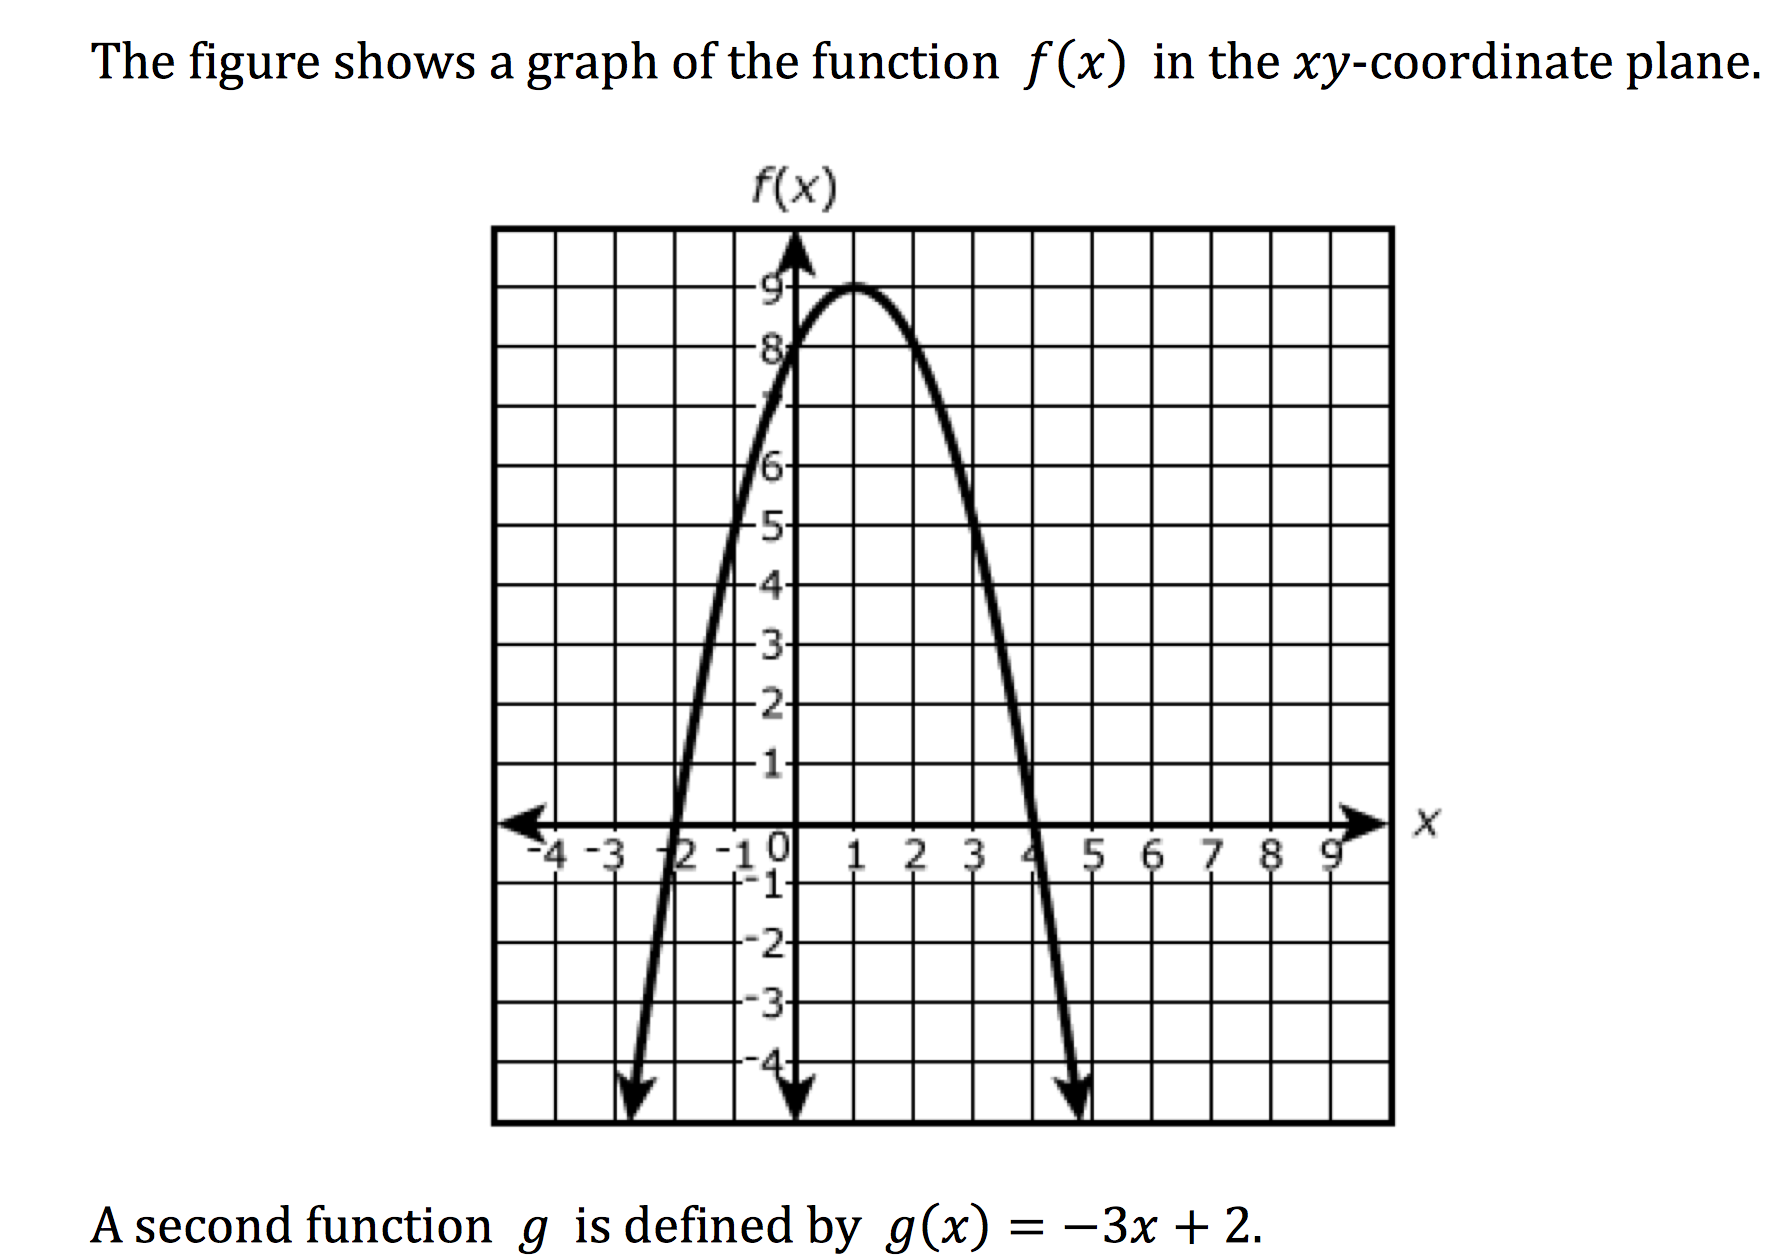 The figure shows a graph of the function f(x) in the xy-coordinate plane.
f(x)
9
8
6
5
4
3
2
1
x
-4 -3 -2 -1 0 1 2 3 4 5 6 7 8 9
-1
-2
-3
-4
A second function g is defined by g(x) = −3x + 2.